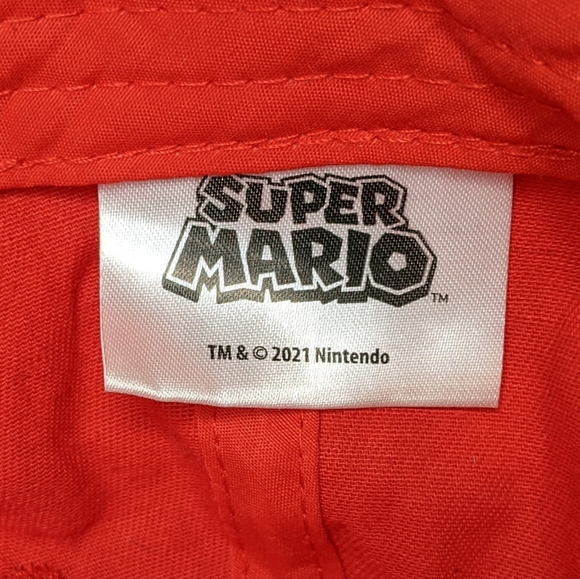 SUPER
MARIO™
TM & © 2021 Nintendo